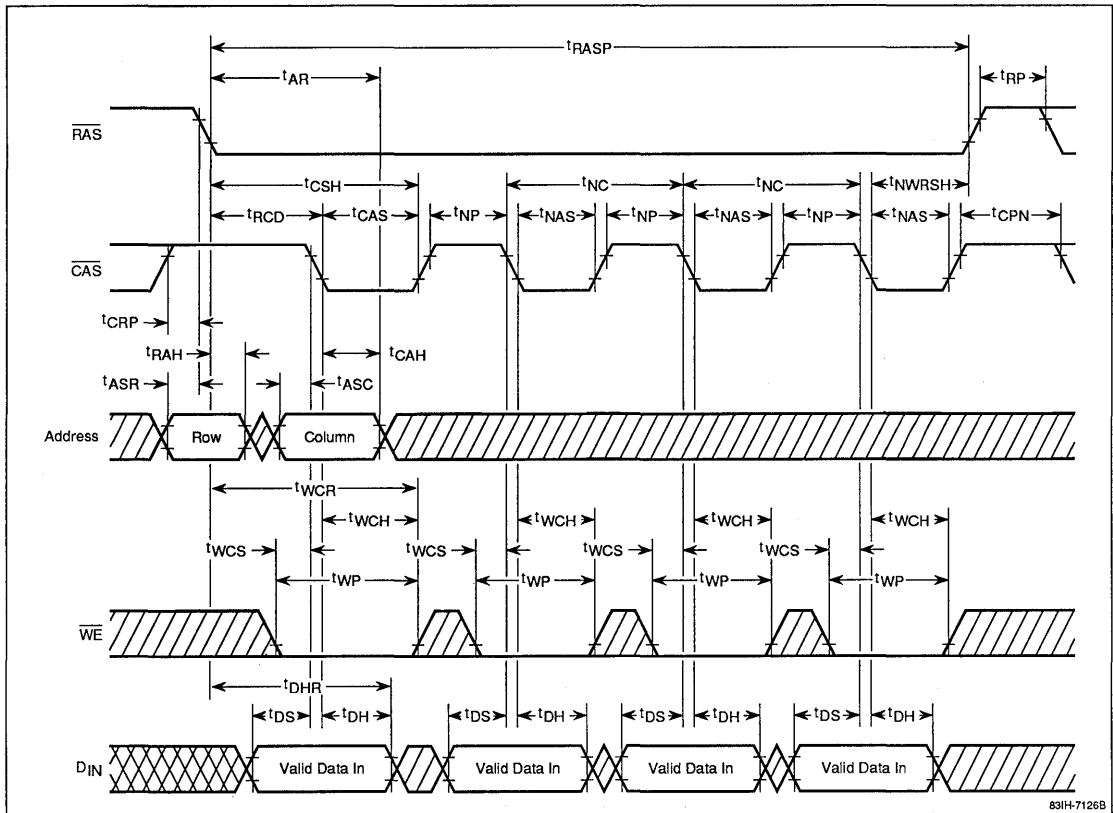 tRASP
tAR
tRP
RAS
tCSH
tNC
tNC
tNWRSH
tRCD
tCAS
tNP
tNAS
tNP
tNAS
tNP
tNAS
tCPN
CAS
tCRP
tRAH
tCAH
tASR
tASC
Address
Row
Column
tWCR
tWCH
tWCH
tWCH
tWCH
tWCS
tWCS
tWCS
tWCS
tWP
tWP
tWP
tWP
WE
tDHR
tDS
tDH
tDS
tDH
tDS
tDH
tDS
tDH
DIN
Valid Data In
Valid Data In
Valid Data In
Valid Data In
83IH-7126B